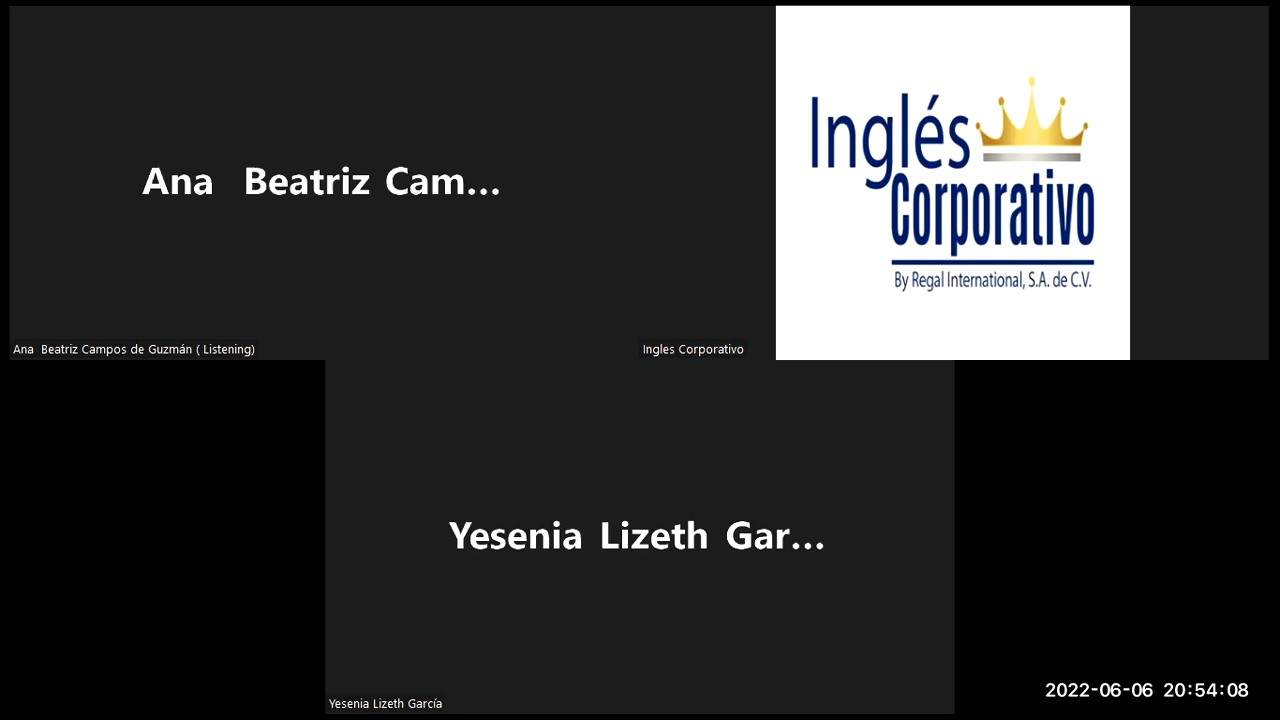 Ana Beatriz Cam...
Inglés
Corporativo
By Regal International, S.A. de C.V.
Ana Beatriz Campos de Guzmán ( Listening)
Ingles Corporativo
Yesenia Lizeth Gar...
Yesenia Lizeth García
2022-06-06 20:54:08